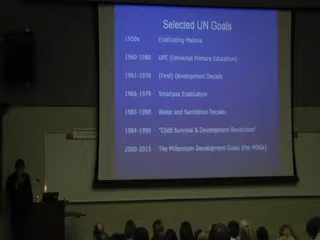 Selected UN Goals
1950s Eradicating Malaria
1960-1980 UPE (Universal Primary Education)
1961-1970 (First) Development Decade
1966-1979 Smallpox Eradication
1981-1990 Water and Sanitation Decade
1984-1990 "Child Survival & Development Revolution"
2000-2015 The Millennium Development Goals (the MDGs)